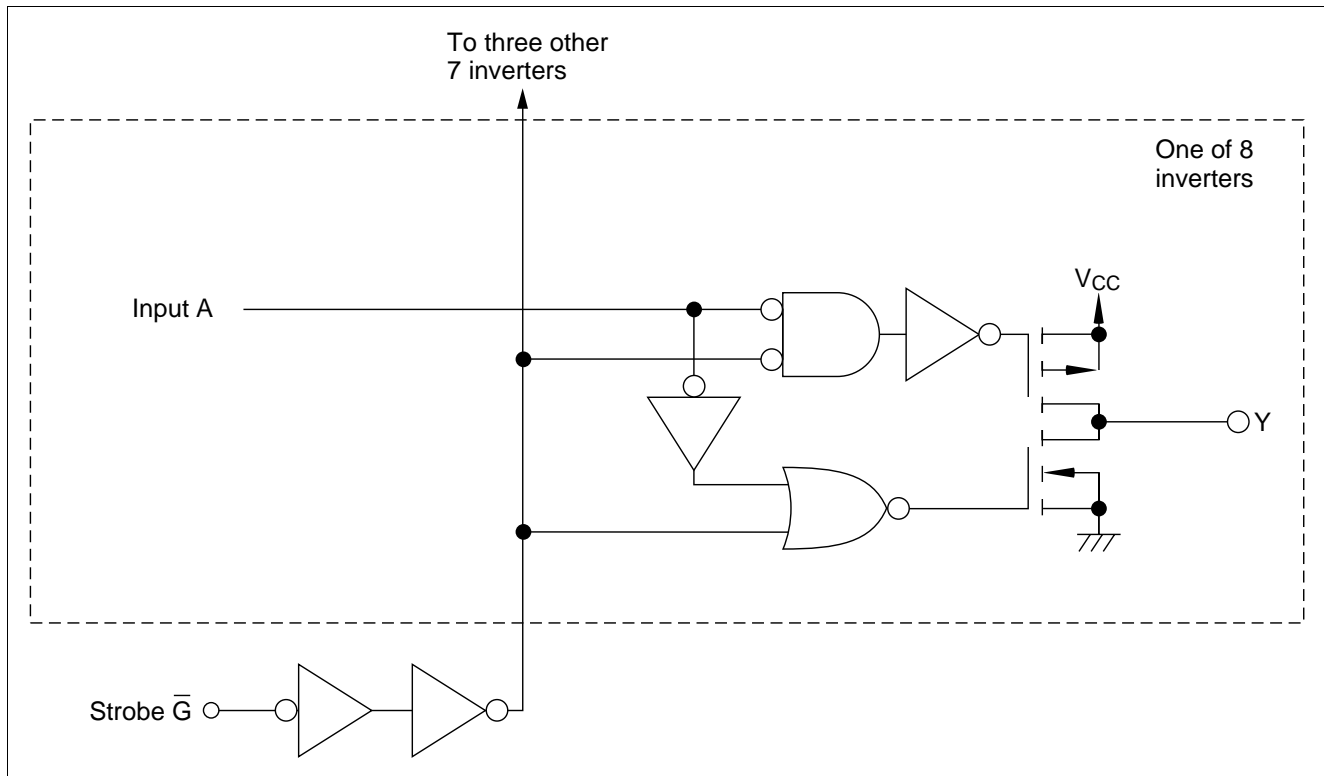 To three other
7 inverters
One of 8
inverters
Input A
VCC
Y
Strobe G̅